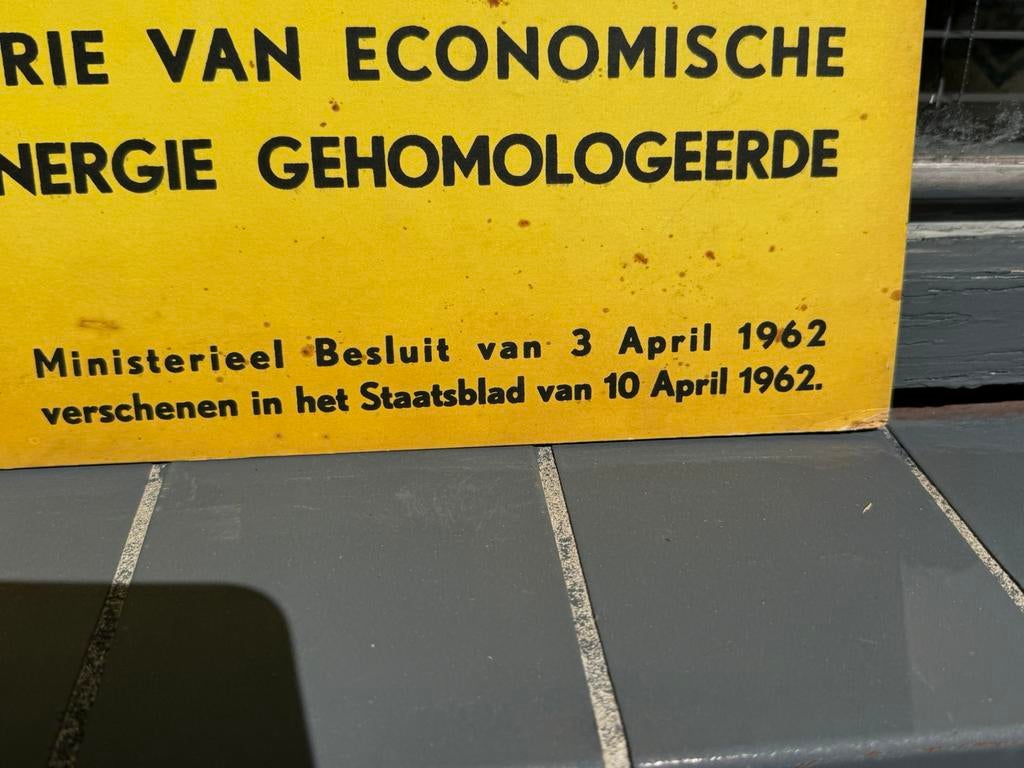 RIE VAN ECONOMISCHE
NERGIE GEHOMOLOGEERDE
Ministerieel Besluit van 3 April 1962
verschenen in het Staatsblad van 10 April 1962.